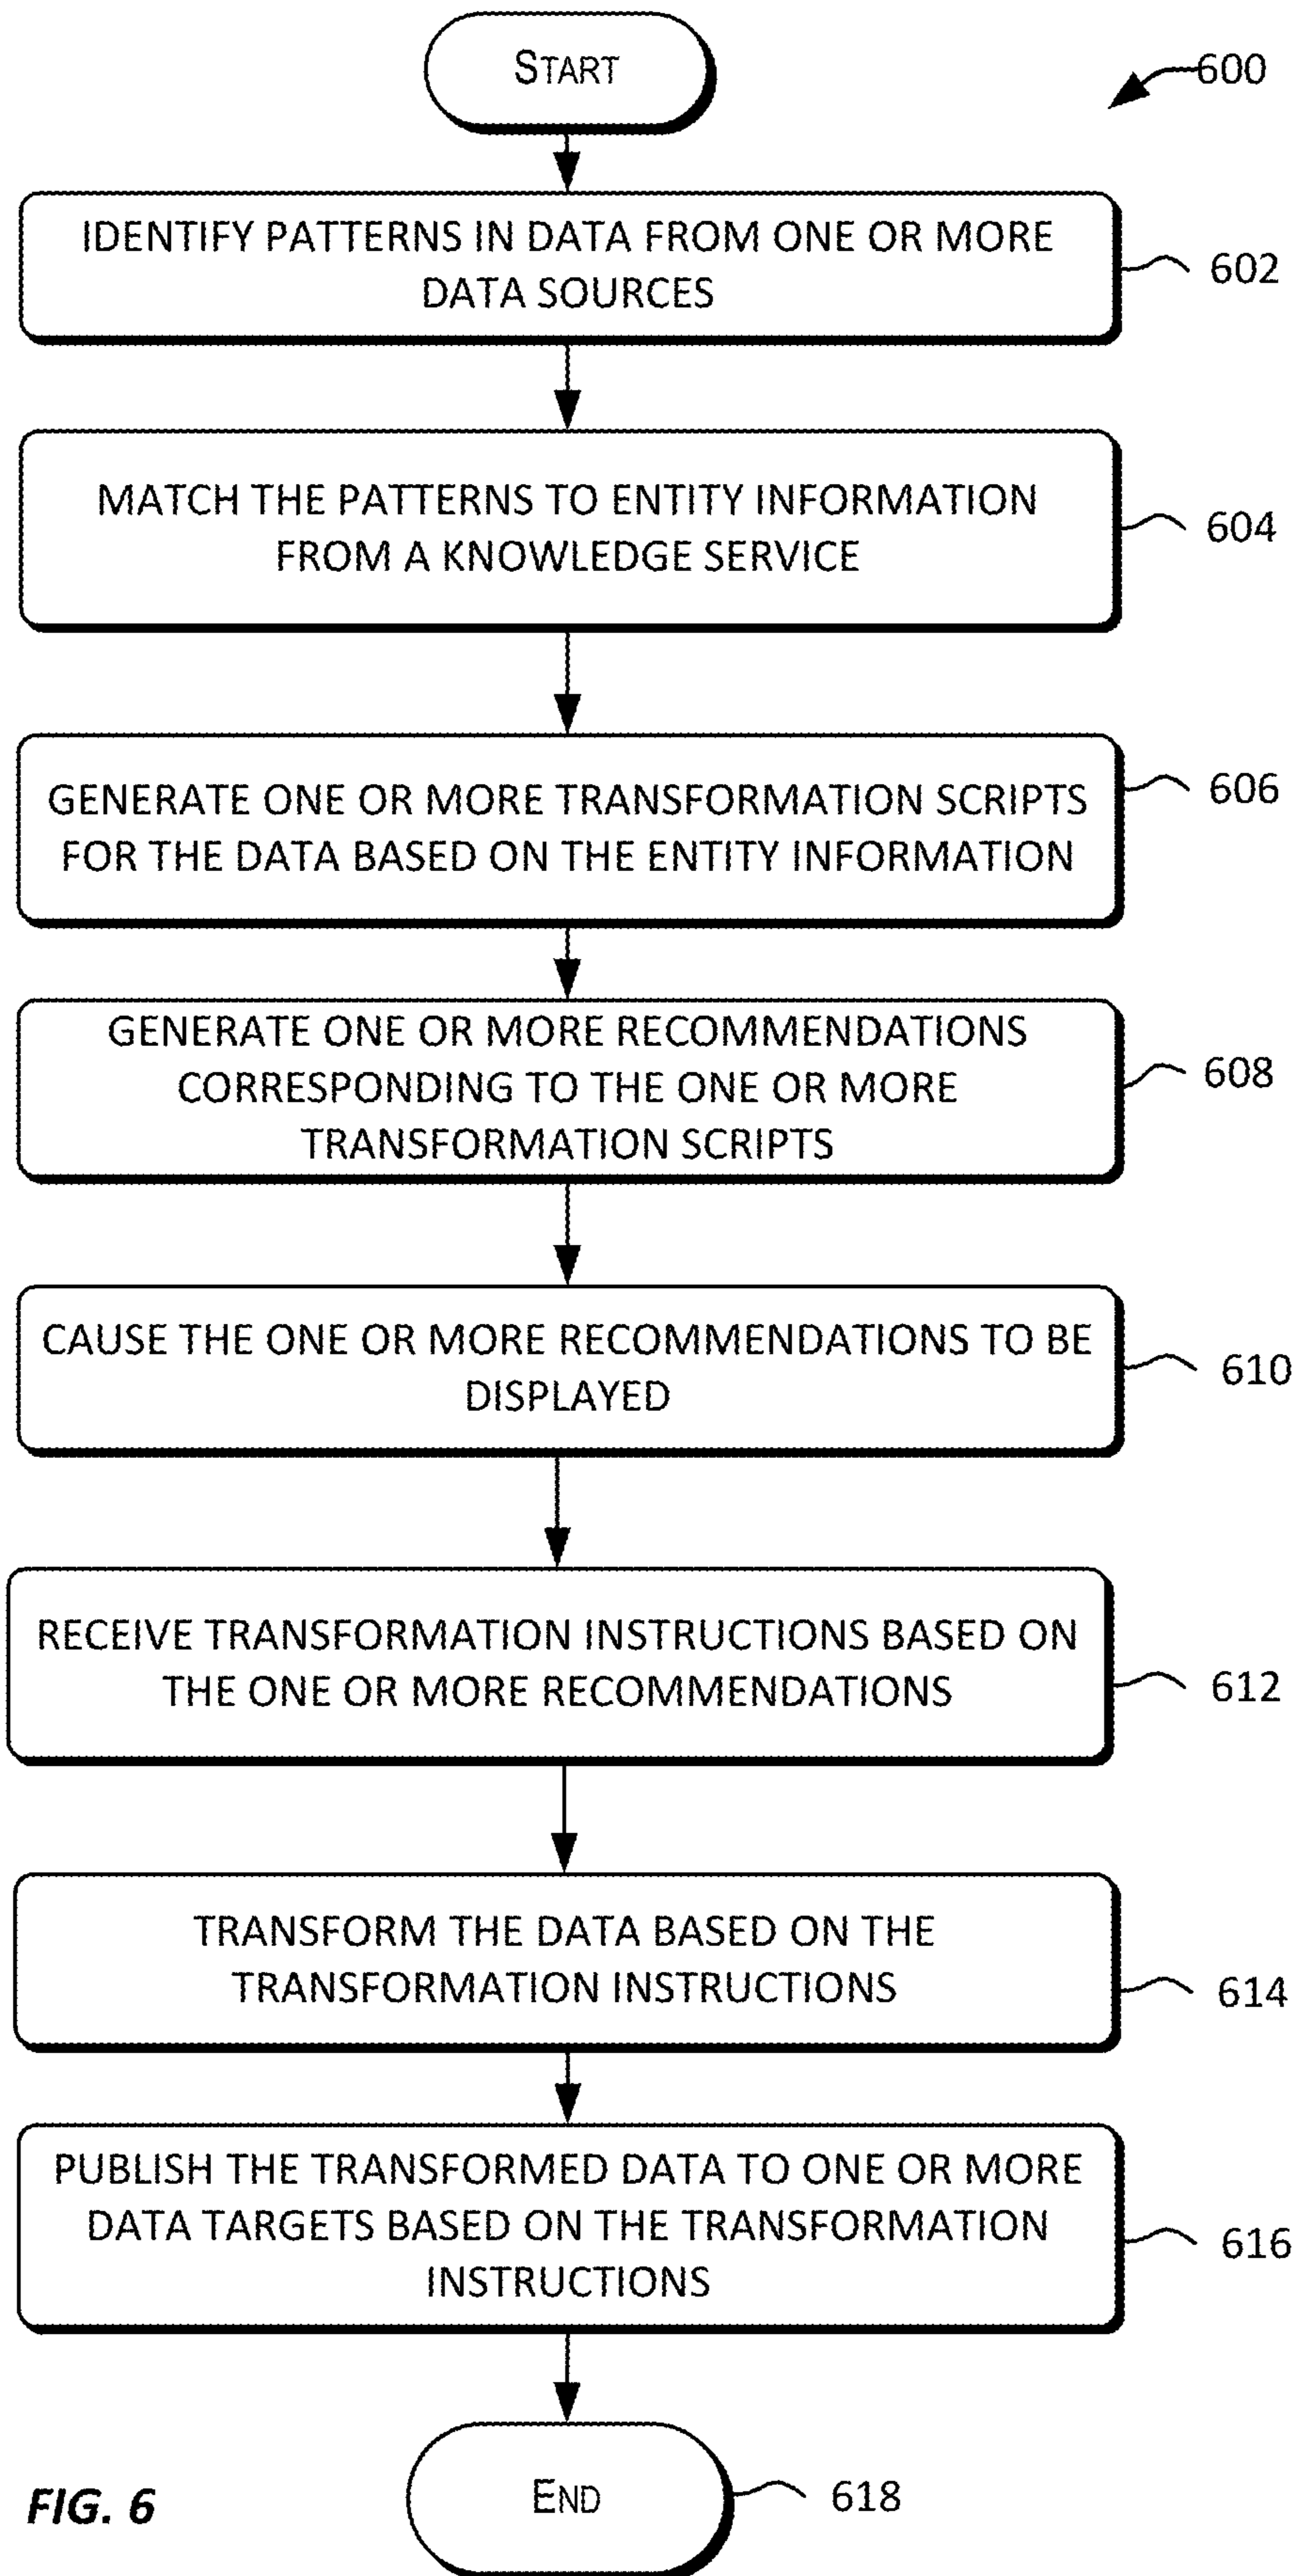 START
600
IDENTIFY PATTERNS IN DATA FROM ONE OR MORE
DATA SOURCES
602
MATCH THE PATTERNS TO ENTITY INFORMATION
FROM A KNOWLEDGE SERVICE
604
GENERATE ONE OR MORE TRANSFORMATION SCRIPTS
FOR THE DATA BASED ON THE ENTITY INFORMATION
606
GENERATE ONE OR MORE RECOMMENDATIONS
CORRESPONDING TO THE ONE OR MORE
TRANSFORMATION SCRIPTS
608
CAUSE THE ONE OR MORE RECOMMENDATIONS TO BE
DISPLAYED
610
RECEIVE TRANSFORMATION INSTRUCTIONS BASED ON
THE ONE OR MORE RECOMMENDATIONS
612
TRANSFORM THE DATA BASED ON THE
TRANSFORMATION INSTRUCTIONS
614
PUBLISH THE TRANSFORMED DATA TO ONE OR MORE
DATA TARGETS BASED ON THE TRANSFORMATION
INSTRUCTIONS
616
END
618
FIG. 6